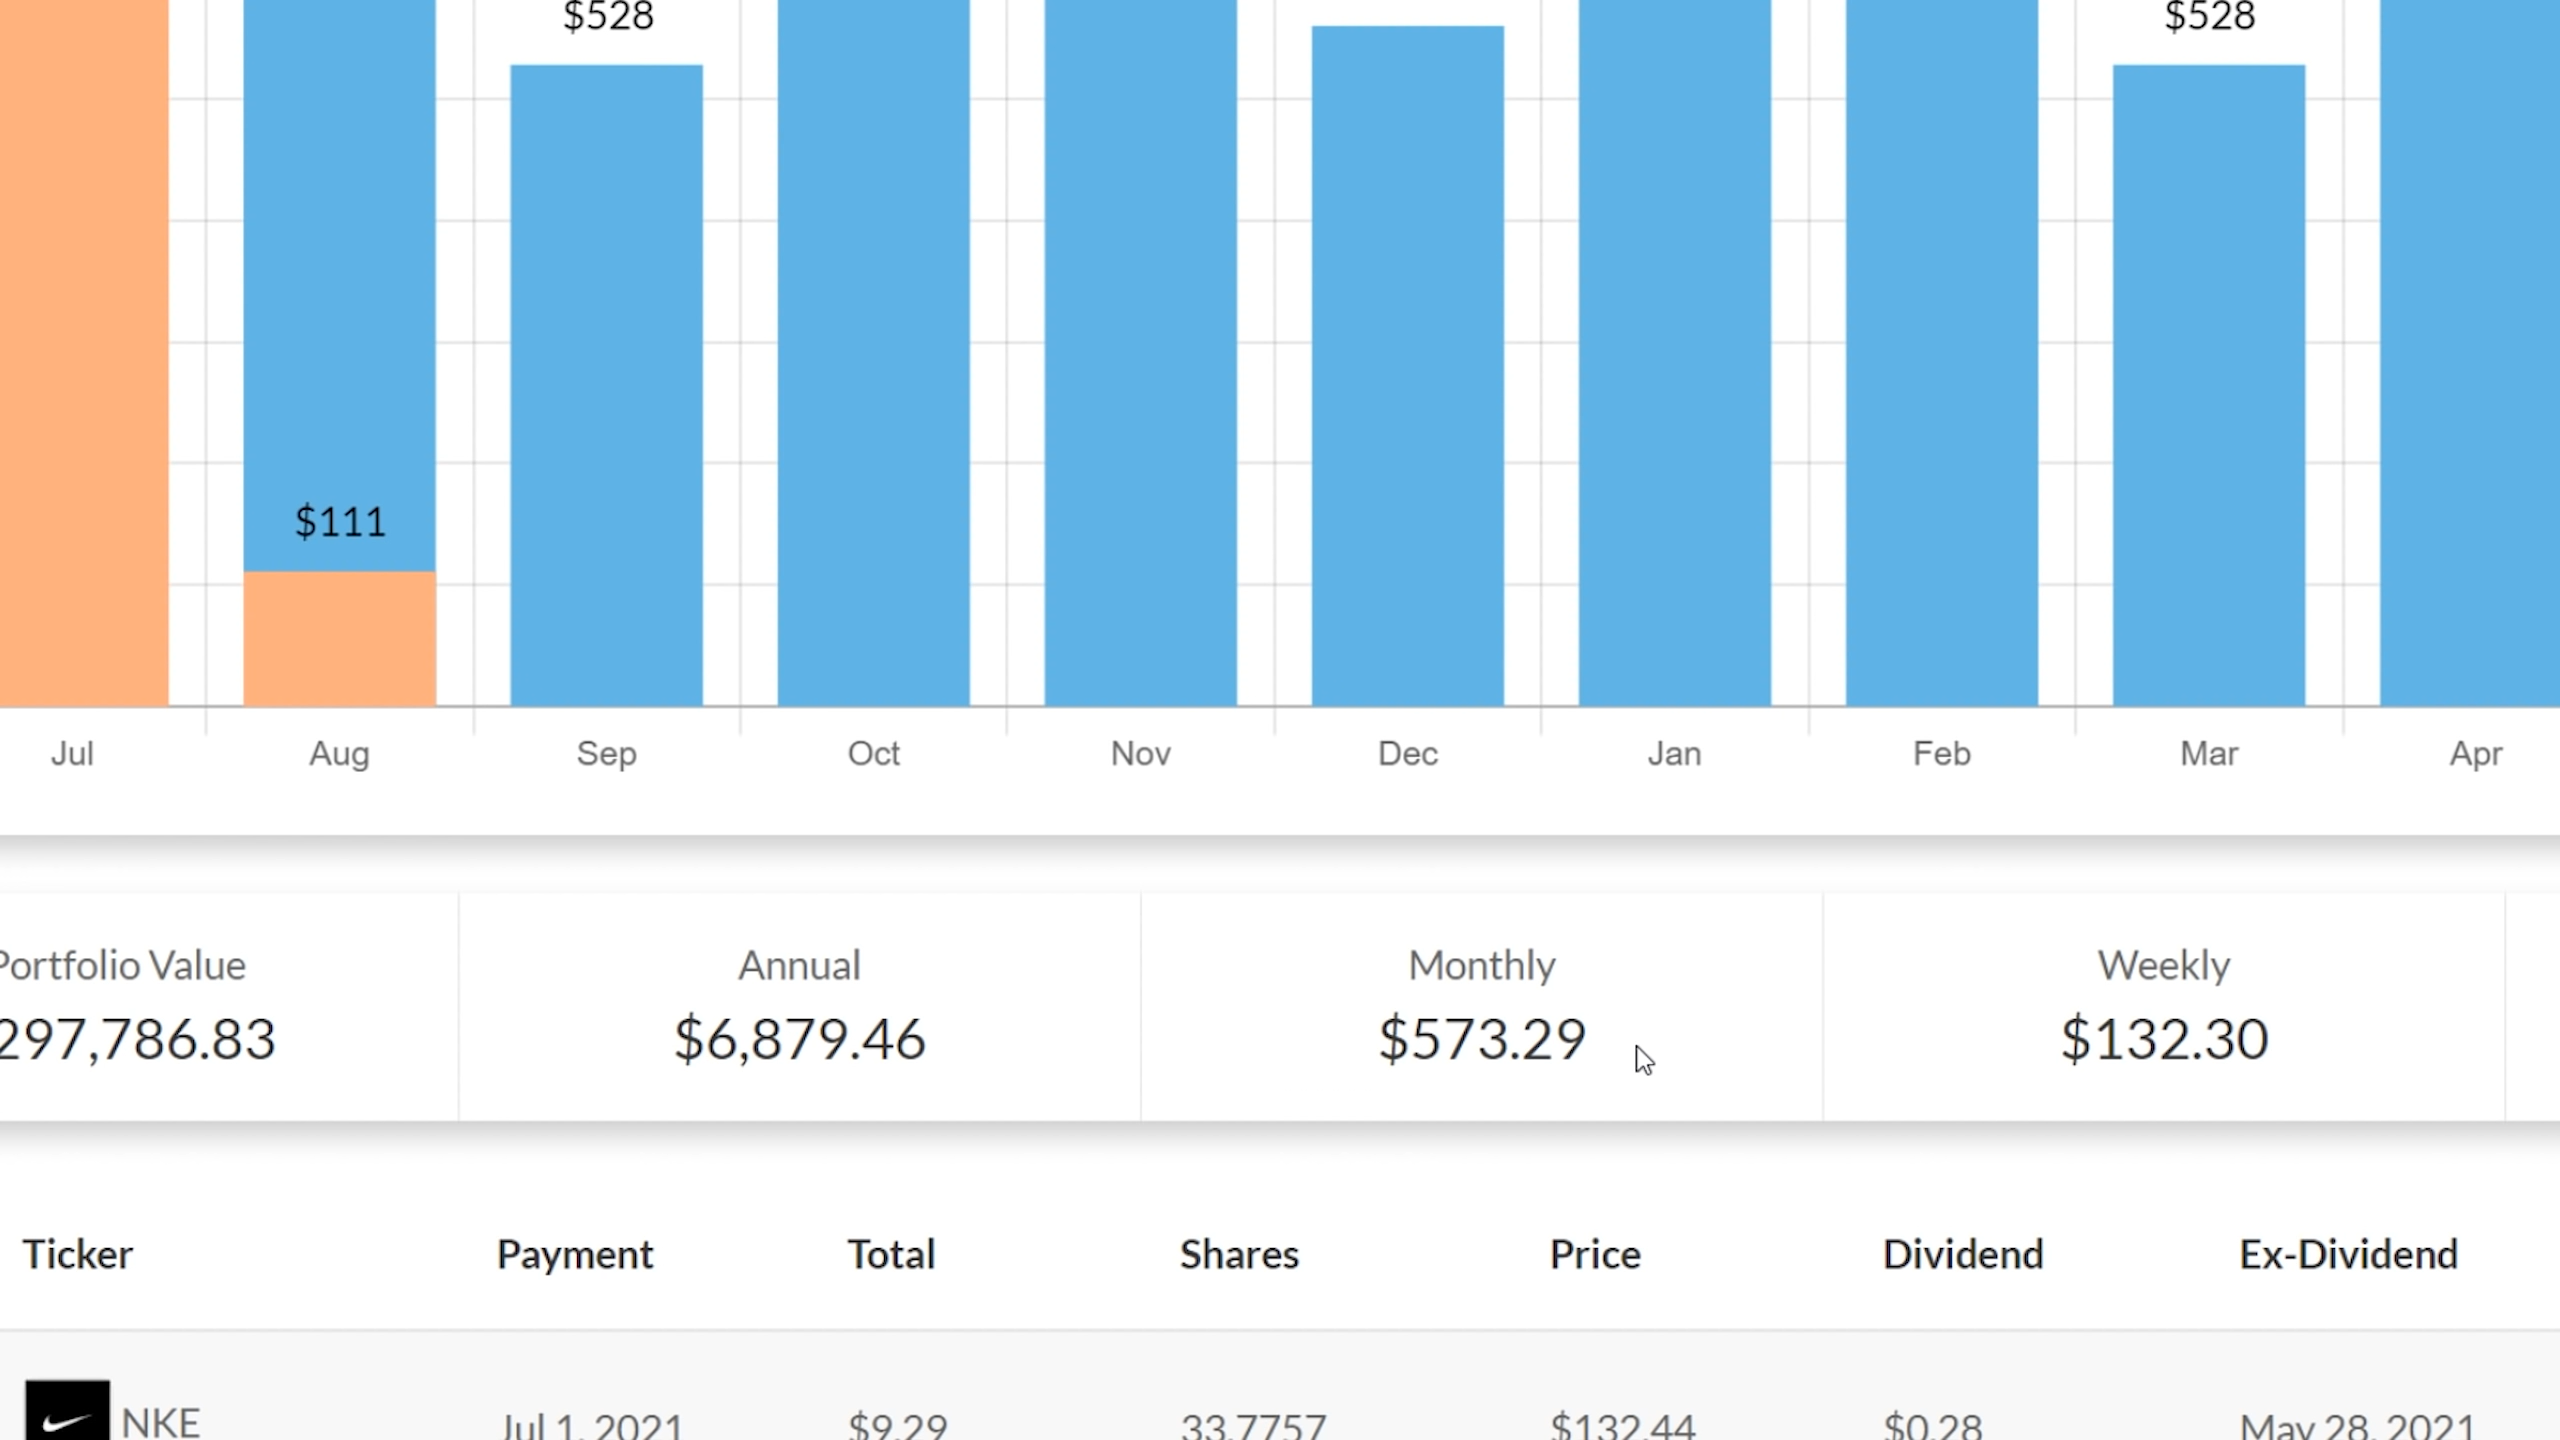 $528 $528
$111
Jul Aug Sep Oct Nov Dec Jan Feb Mar Apr
Portfolio Value Annual Monthly Weekly
297,786.83 $6,879.46 $573.29 $132.30
Ticker Payment Total Shares Price Dividend Ex-Dividend
NKE Jul 1, 2021 $9.29 33.7757 $132.44 $0.28 May 28, 2021